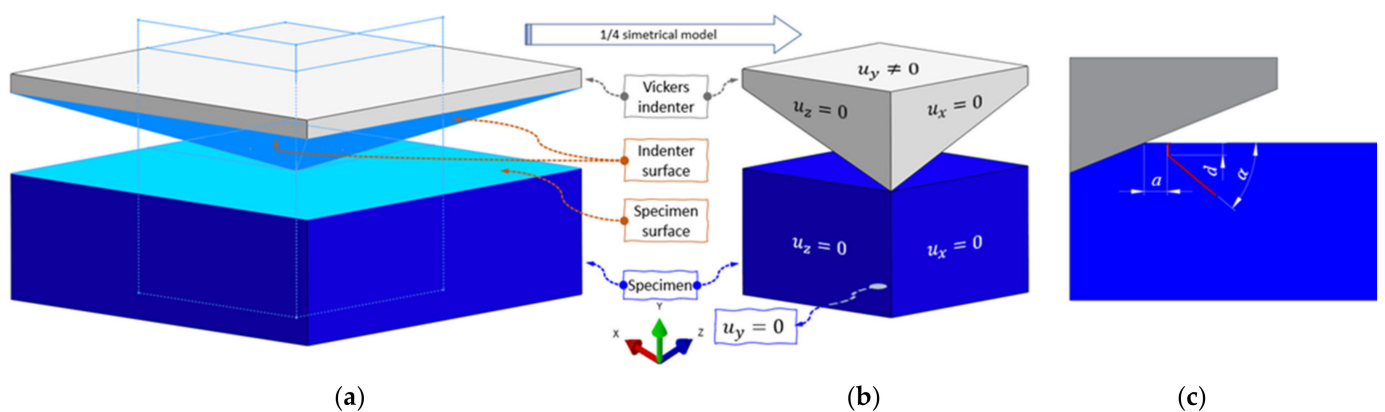 1/4 simetrical model
Vickers
indenter
Indenter
surface
Specimen
surface
Specimen
Y
X
Z
u_y ≠ 0
u_z = 0
u_x = 0
u_z = 0
u_x = 0
u_y = 0
a
d
α
(a)
(b)
(c)